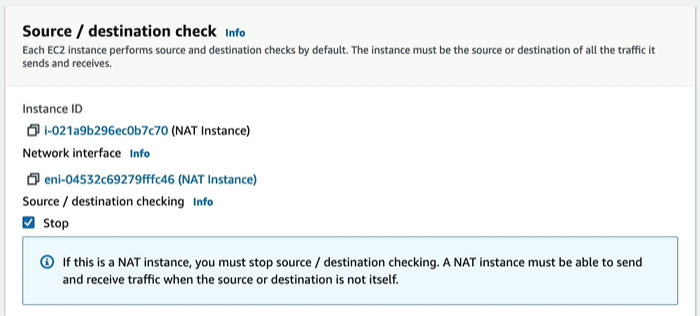 Source / destination check Info
Each EC2 instance performs source and destination checks by default. The instance must be the source or destination of all the traffic it
sends and receives.
Instance ID
i-021a9b296ec0b7c70 (NAT Instance)
Network interface Info
eni-04532c69279fffc46 (NAT Instance)
Source / destination checking Info
Stop
If this is a NAT instance, you must stop source / destination checking. A NAT instance must be able to send
and receive traffic when the source or destination is not itself.